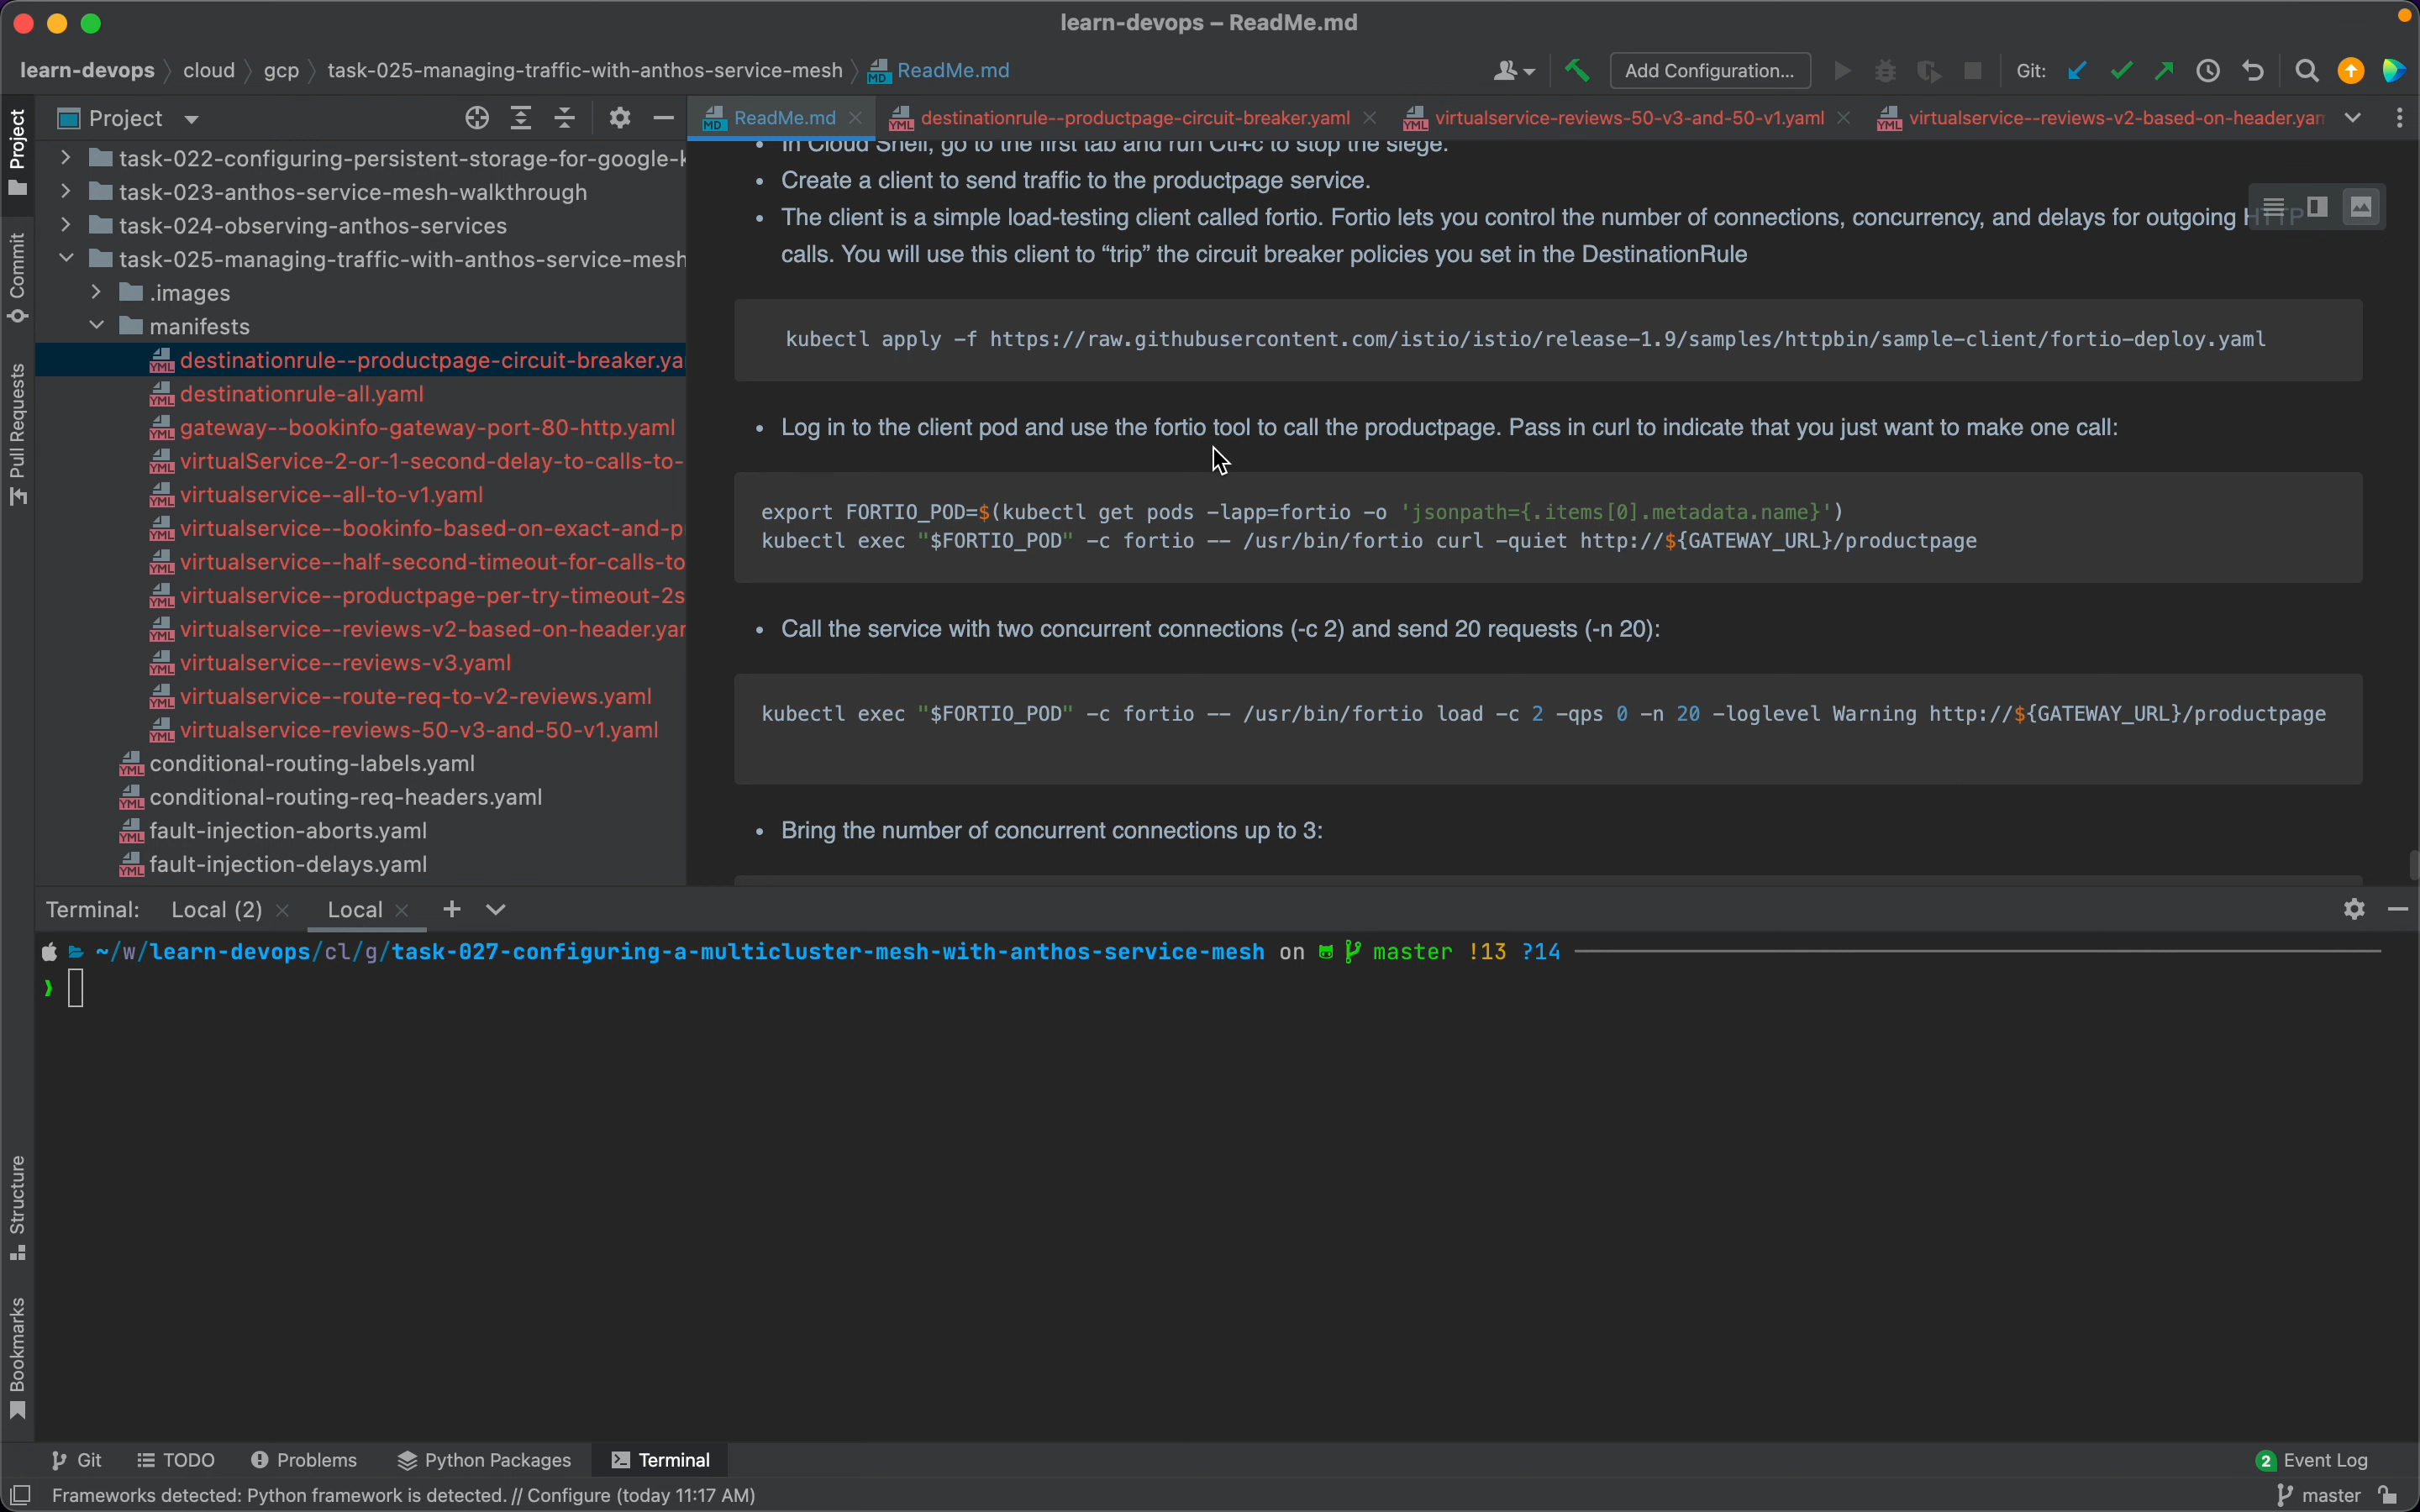 learn-devops – ReadMe.md
learn-devops cloud gcp task-025-managing-traffic-with-anthos-service-mesh ReadMe.md
Add Configuration...
Git:
Project
ReadMe.md
destinationrule--productpage-circuit-breaker.yaml
virtualservice-reviews-50-v3-and-50-v1.yaml
virtualservice--reviews-v2-based-on-header.yam
Project
Commit
Pull Requests
Structure
Bookmarks
task-022-configuring-persistent-storage-for-google-k
task-023-anthos-service-mesh-walkthrough
task-024-observing-anthos-services
task-025-managing-traffic-with-anthos-service-mesh
.images
manifests
destinationrule--productpage-circuit-breaker.ya
destinationrule-all.yaml
gateway--bookinfo-gateway-port-80-http.yaml
virtualService-2-or-1-second-delay-to-calls-to-
virtualservice--all-to-v1.yaml
virtualservice--bookinfo-based-on-exact-and-p
virtualservice--half-second-timeout-for-calls-to
virtualservice--productpage-per-try-timeout-2s
virtualservice--reviews-v2-based-on-header.yar
virtualservice--reviews-v3.yaml
virtualservice--route-req-to-v2-reviews.yaml
virtualservice-reviews-50-v3-and-50-v1.yaml
conditional-routing-labels.yaml
conditional-routing-req-headers.yaml
fault-injection-aborts.yaml
fault-injection-delays.yaml
• In Cloud Shell, go to the first tab and run Ctl+c to stop the siege.
• Create a client to send traffic to the productpage service.
• The client is a simple load-testing client called fortio. Fortio lets you control the number of connections, concurrency, and delays for outgoing HTTP
calls. You will use this client to “trip” the circuit breaker policies you set in the DestinationRule
kubectl apply -f https://raw.githubusercontent.com/istio/istio/release-1.9/samples/httpbin/sample-client/fortio-deploy.yaml
• Log in to the client pod and use the fortio tool to call the productpage. Pass in curl to indicate that you just want to make one call:
export FORTIO_POD=$(kubectl get pods -lapp=fortio -o 'jsonpath={.items[0].metadata.name}')
kubectl exec "$FORTIO_POD" -c fortio -- /usr/bin/fortio curl -quiet http://${GATEWAY_URL}/productpage
• Call the service with two concurrent connections (-c 2) and send 20 requests (-n 20):
kubectl exec "$FORTIO_POD" -c fortio -- /usr/bin/fortio load -c 2 -qps 0 -n 20 -loglevel Warning http://${GATEWAY_URL}/productpage
• Bring the number of concurrent connections up to 3:
Terminal: Local (2) Local
~/w/learn-devops/cl/g/task-027-configuring-a-multicluster-mesh-with-anthos-service-mesh on master !13 ?14
❯
Git TODO Problems Python Packages Terminal
2 Event Log
Frameworks detected: Python framework is detected. // Configure (today 11:17 AM)
master